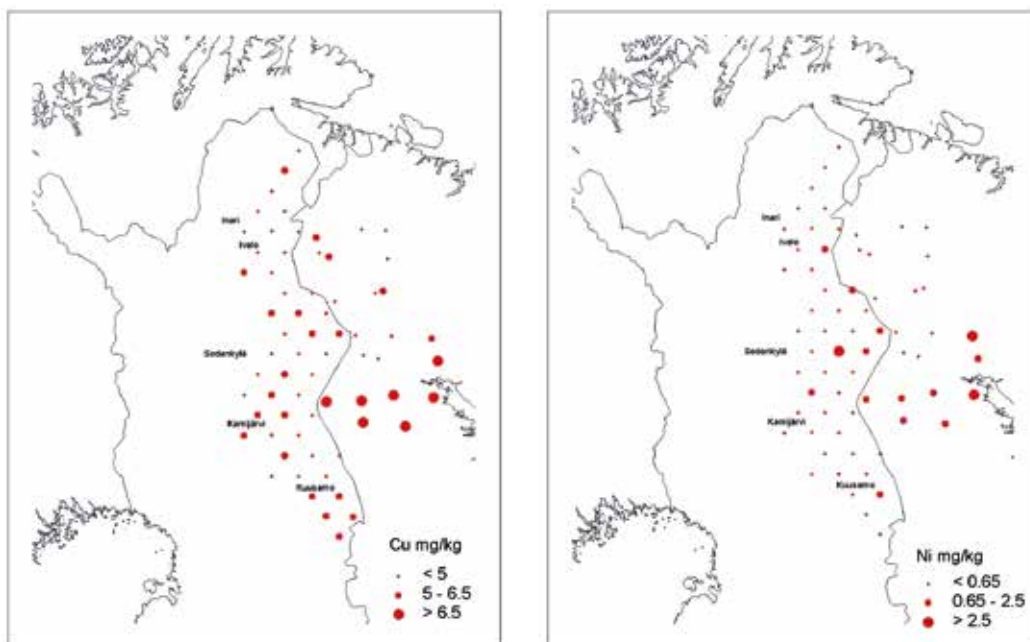 Inari
Ivalo
Sodankylä
Kemijärvi
Kuusamo
Cu mg/kg
< 5
5 - 6.5
> 6.5
Inari
Ivalo
Sodankylä
Kemijärvi
Kuusamo
Ni mg/kg
< 0.65
0.65 - 2.5
> 2.5